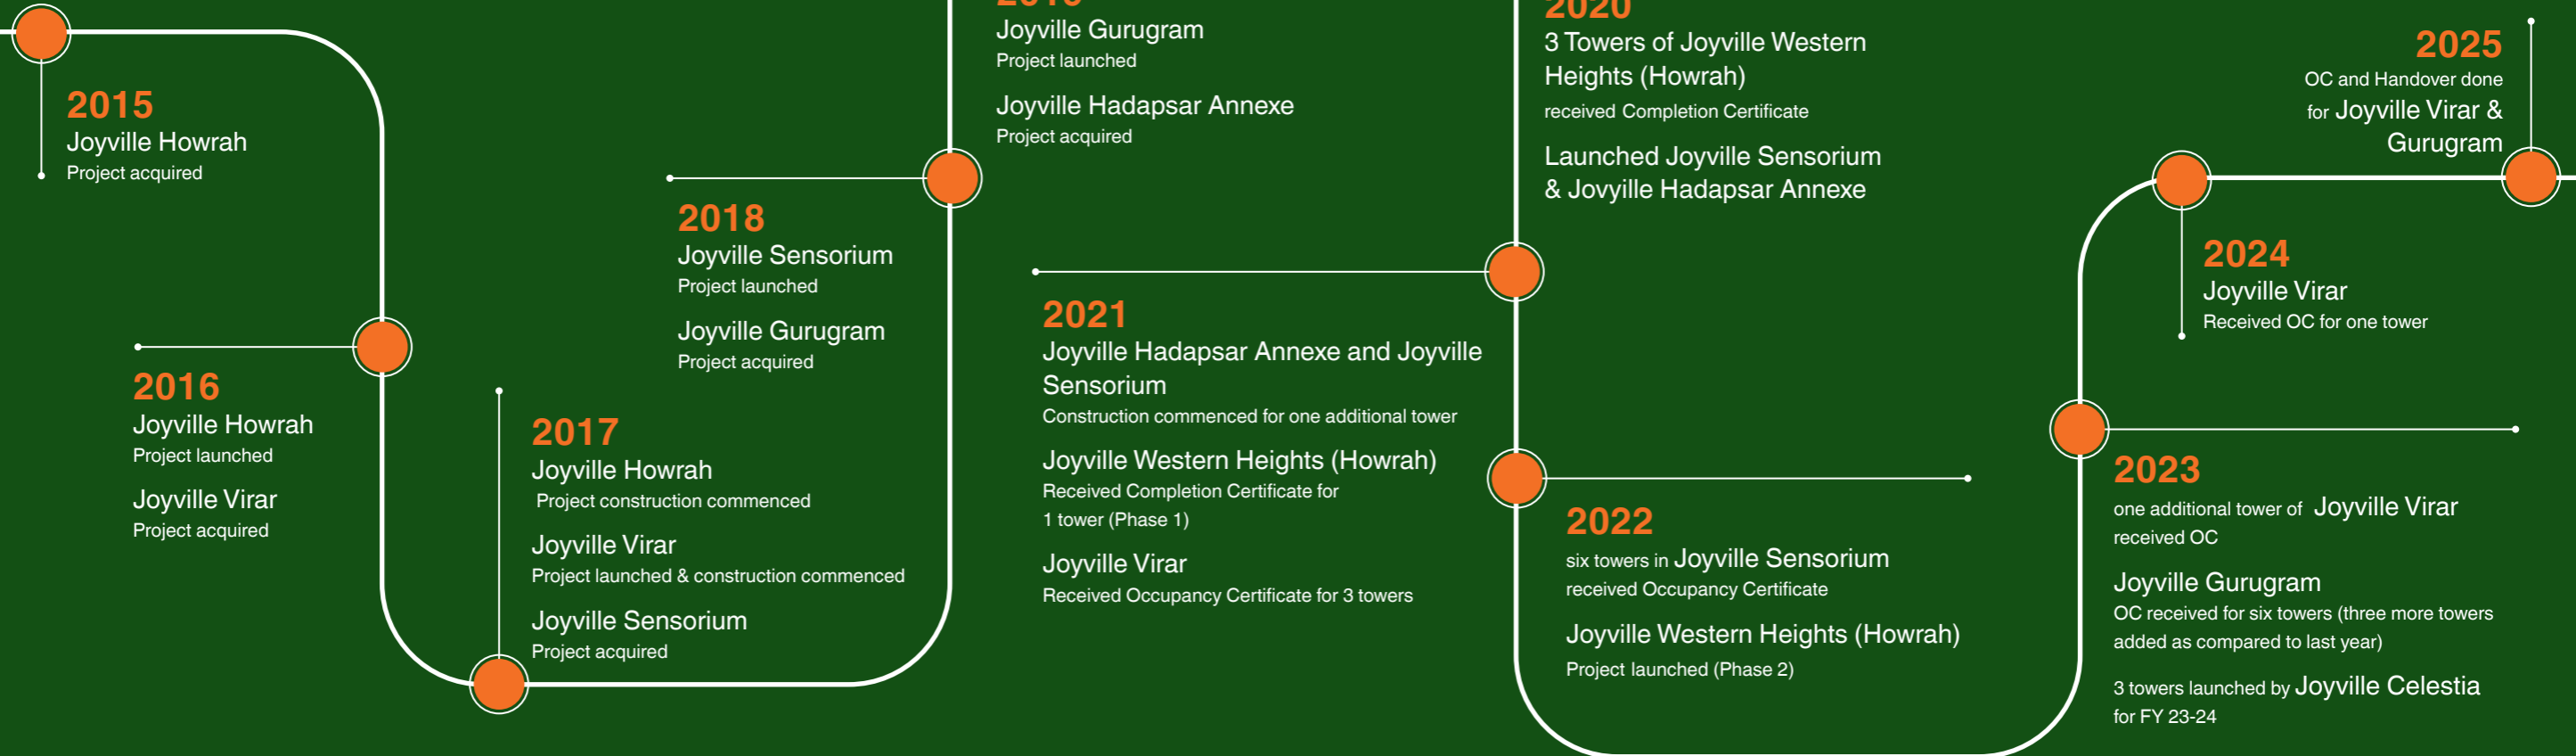 2015
Joyville Howrah
Project acquired
2016
Joyville Howrah
Project launched
Joyville Virar
Project acquired
2017
Joyville Howrah
Project construction commenced
Joyville Virar
Project launched & construction commenced
Joyville Sensorium
Project acquired
2018
Joyville Sensorium
Project launched
Joyville Gurugram
Project acquired
Joyville Gurugram
Project launched
Joyville Hadapsar Annexe
Project acquired
2020
3 Towers of Joyville Western
Heights (Howrah)
received Completion Certificate
Launched Joyville Sensorium
& Jovyille Hadapsar Annexe
2021
Joyville Hadapsar Annexe and Joyville
Sensorium
Construction commenced for one additional tower
Joyville Western Heights (Howrah)
Received Completion Certificate for
1 tower (Phase 1)
Joyville Virar
Received Occupancy Certificate for 3 towers
2022
six towers in Joyville Sensorium
received Occupancy Certificate
Joyville Western Heights (Howrah)
Project launched (Phase 2)
2023
one additional tower of Joyville Virar
received OC
Joyville Gurugram
OC received for six towers (three more towers
added as compared to last year)
3 towers launched by Joyville Celestia
for FY 23-24
2024
Joyville Virar
Received OC for one tower
2025
OC and Handover done
for Joyville Virar &
Gurugram